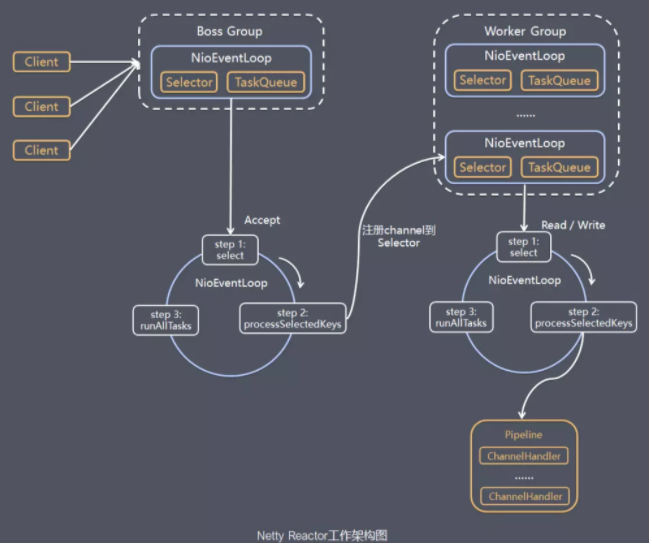 Boss Group
NioEventLoop
Selector
TaskQueue
Client
Client
Client
Accept
step 1:
select
NioEventLoop
step 2:
processSelectedKeys
step 3:
runAllTasks
注册channel到
Selector
Worker Group
NioEventLoop
Selector
TaskQueue
......
NioEventLoop
Selector
TaskQueue
Read / Write
step 1:
select
NioEventLoop
step 2:
processSelectedKeys
step 3:
runAllTasks
Pipeline
ChannelHandler
......
ChannelHandler
Netty Reactor工作架构图